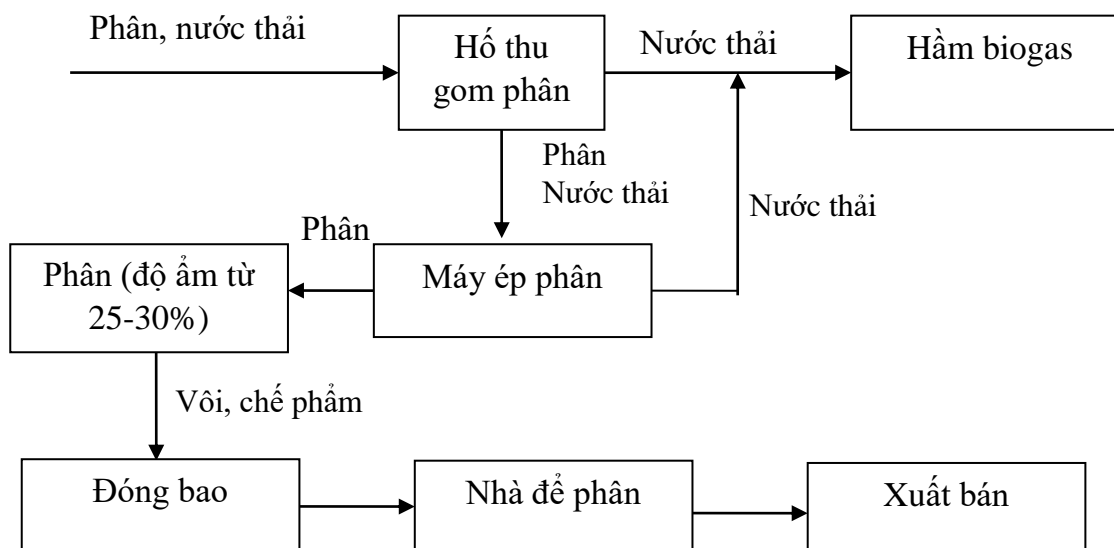 Phân, nước thải
Hố thu
gom phân
Nước thải
Hầm biogas
Phân
Nước thải
Nước thải
Phân
Phân (độ ẩm từ
25-30%)
Máy ép phân
Vôi, chế phẩm
Đóng bao
Nhà để phân
Xuất bán